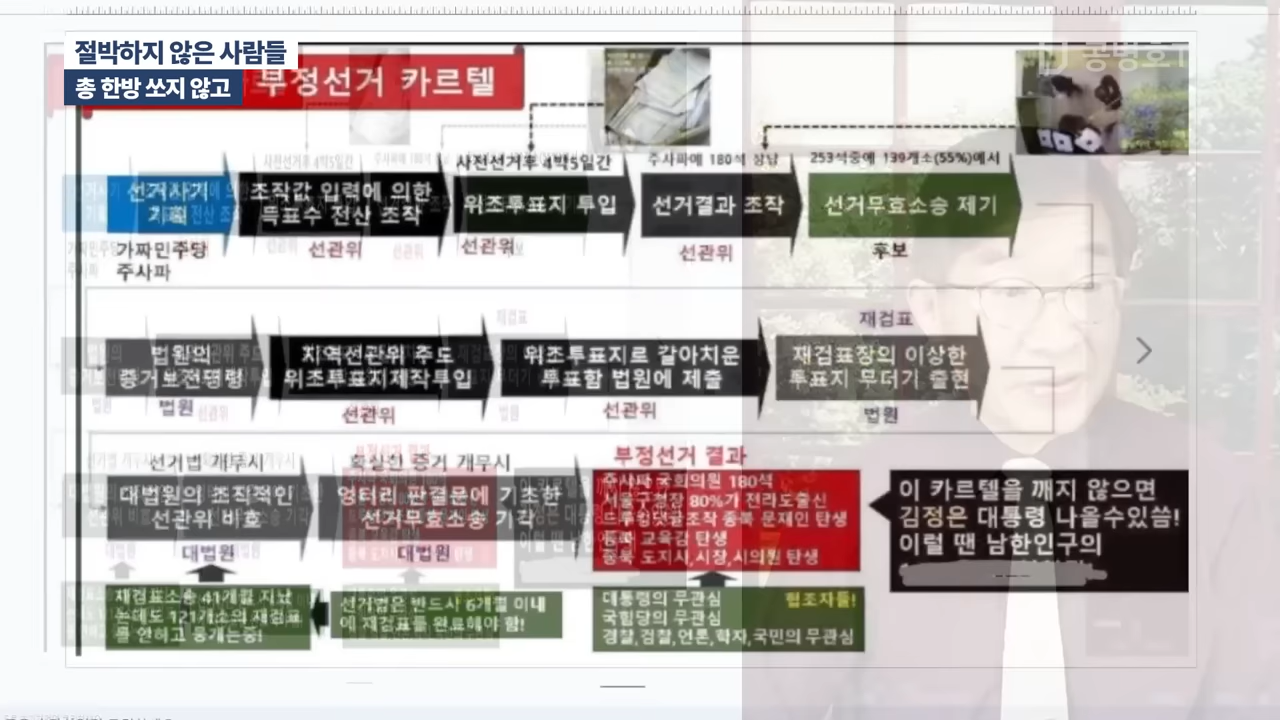 절박하지 않은 사람들
총 한방 쏘지 않고
부정선거 카르텔
사전선거후 4박5일간
주사파에 180석 상납
253석중에 139개소(55%)에서
선거사기
기획
조작값 입력에 의한
득표수 전산 조작
위조투표지 투입
선거결과 조작
선거무효소송 제기
가짜민주당
주사파
선관위
선관위
선관위
후보
재검표
법원의
증거보전명령
지역선관위 주도
위조투표지제작투입
위조투표지로 갈아치운
투표함 법원에 제출
재검표장의 이상한
투표지 무더기 출현
법원
선관위
선관위
법원
선거법 개무시
확실한 증거 개무시
부정선거 결과
대법원의 조직적인
선관위 비호
엉터리 판결문에 기초한
선거무효소송 기각
주사파 국회의원 180석
서울구청장 80%가 전라도출신
드루킹댓글조작 종북 문재인 탄생
종북 교육감 탄생
종북 도지사,시장,시의원 탄생
이 카르텔을 깨지 않으면
김정은 대통령 나올수있씀!
이럴 땐 남한인구의
대법원
대법원
재검표소송 41개월 지났
는데도 121개소의 재검표
를 안하고 뭉개는중!
선거법은 반드시 6개월 이내
에 재검표를 완료해야 함!
대통령의 무관심
협조자들!
국힘당의 무관심
경찰,검찰,언론,학자,국민의 무관심